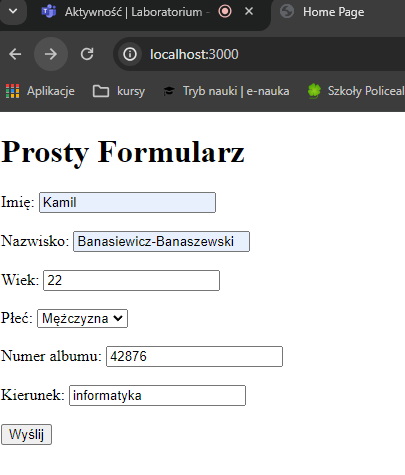 Aktywność | Laboratorium - Home Page
localhost:3000
Aplikacje kursy Tryb nauki | e-nauka Szkoły Policeal
Prosty Formularz
Imię: Kamil
Nazwisko: Banasiewicz-Banaszewski
Wiek: 22
Płeć: Mężczyzna
Numer albumu: 42876
Kierunek: informatyka
Wyślij